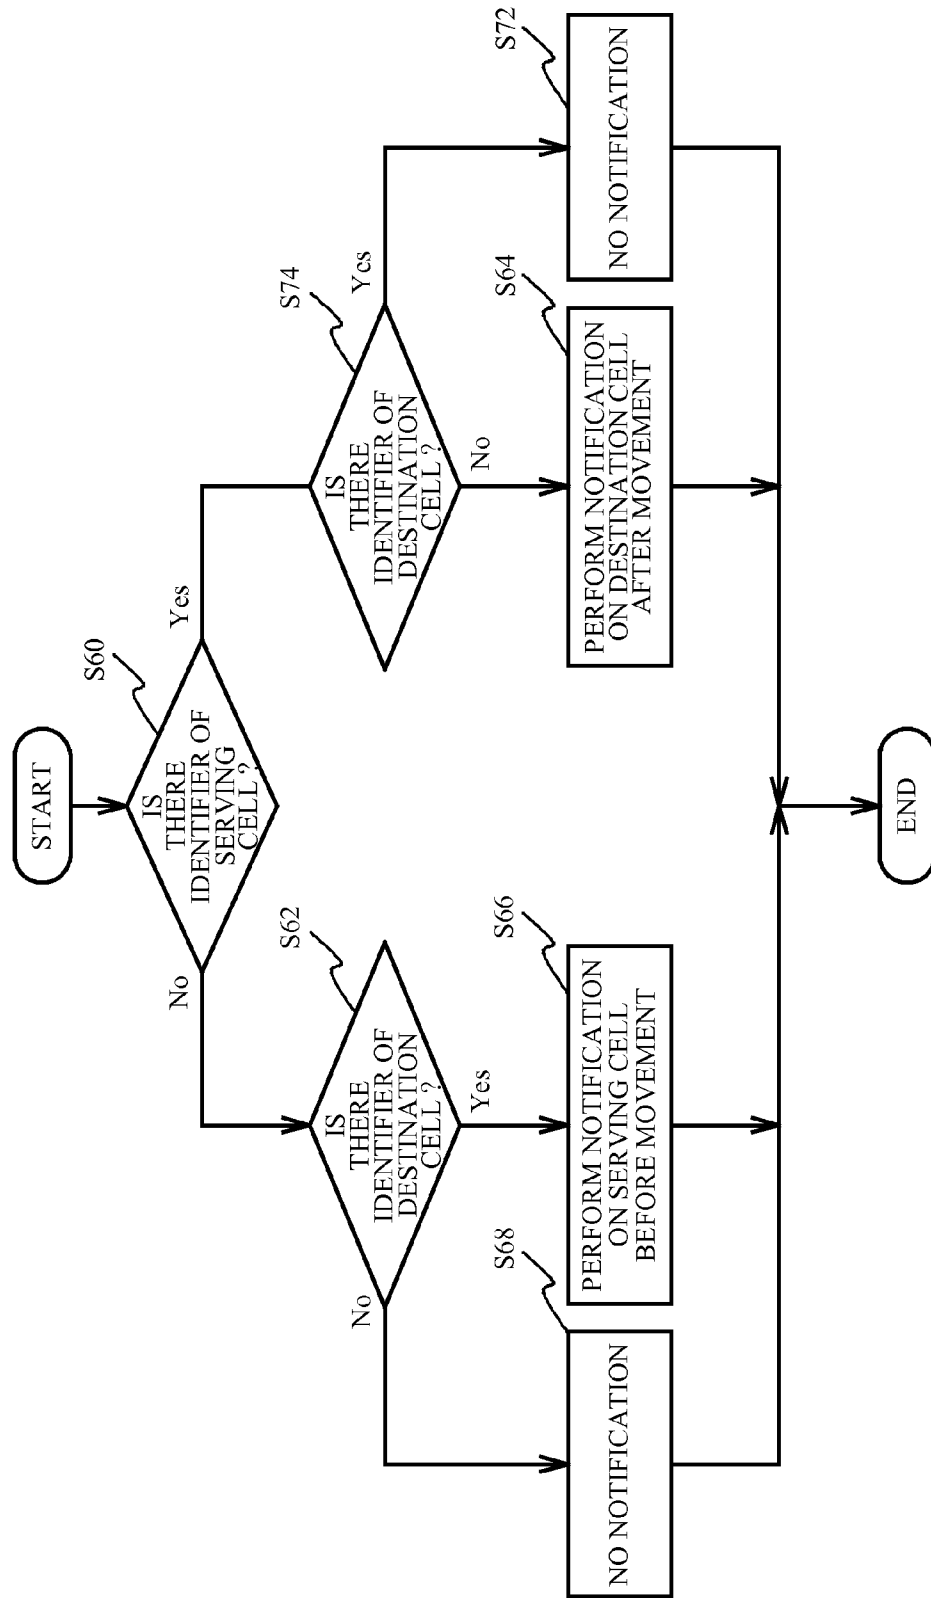 START
S60
IS
THERE
IDENTIFIER OF
SERVING
CELL ?
No
Yes
S62
IS
THERE
IDENTIFIER OF
DESTINATION
CELL ?
No
Yes
S74
IS
THERE
IDENTIFIER OF
DESTINATION
CELL ?
No
Yes
S68
NO NOTIFICATION
S66
PERFORM NOTIFICATION
ON SERVING CELL
BEFORE MOVEMENT
S64
PERFORM NOTIFICATION
ON DESTINATION CELL
AFTER MOVEMENT
S72
NO NOTIFICATION
END